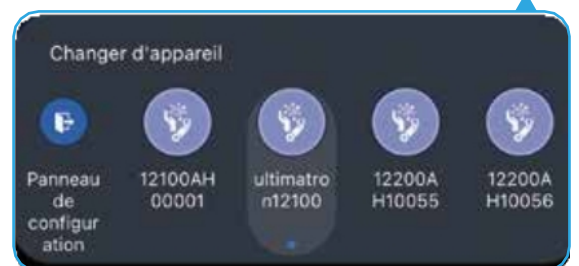 Changer d'appareil
Panneau
de
configur
ation
12100AH
00001
ultimatro
n12100
12200A
H10055
12200A
H10056